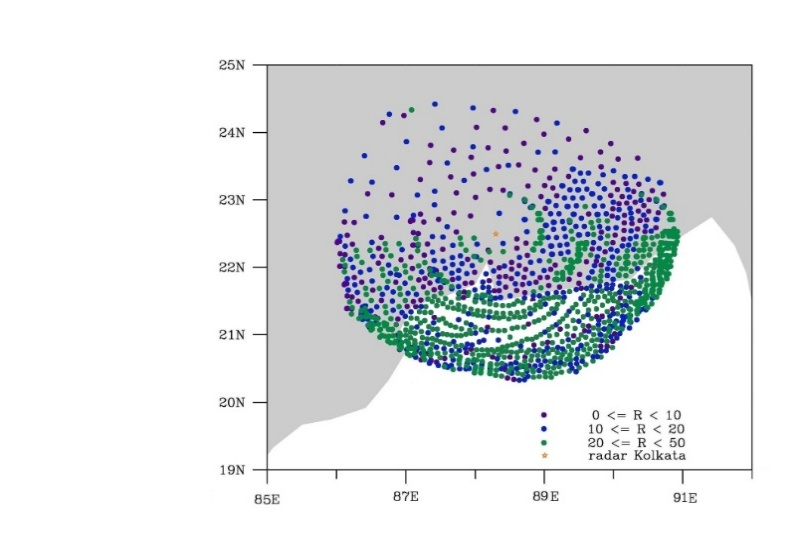 25N
24N
23N
22N
21N
20N
19N
0 <= R < 10
10 <= R < 20
20 <= R < 50
radar Kolkata
85E 87E 89E 91E